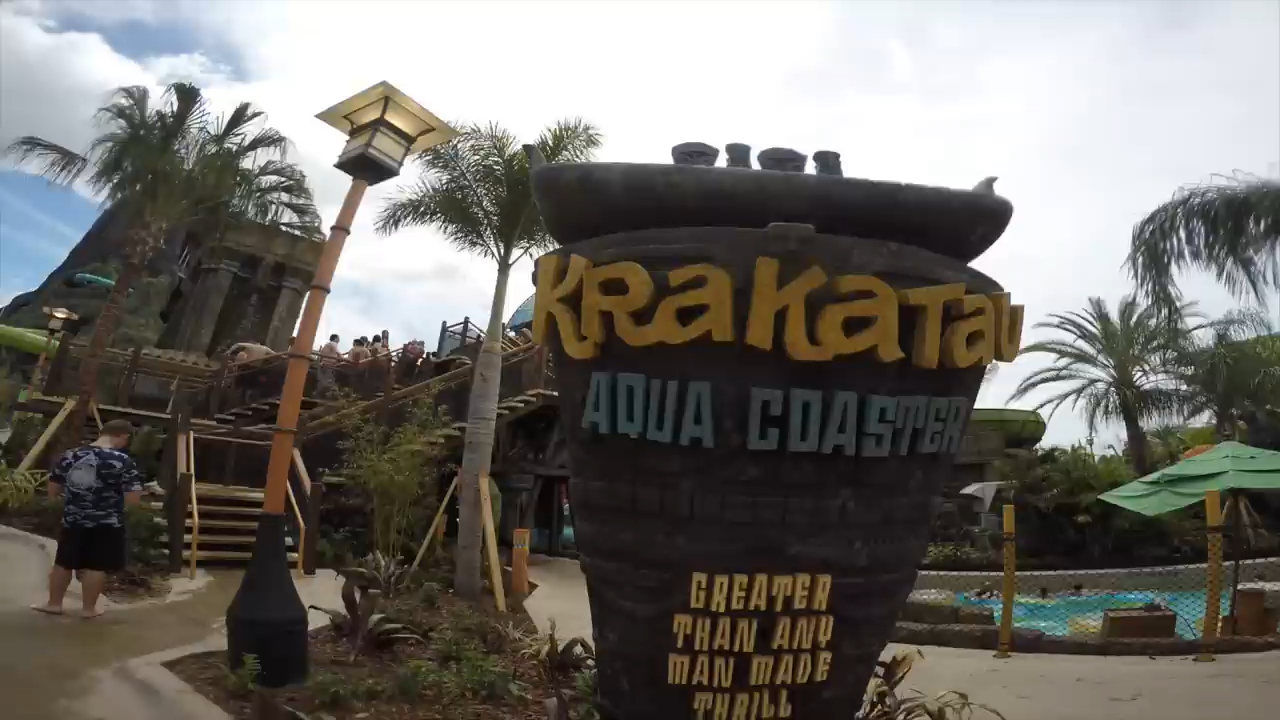 KRAKATAU
AQUA COASTER
GREATER
THAN ANY
MAN MADE
THRILL